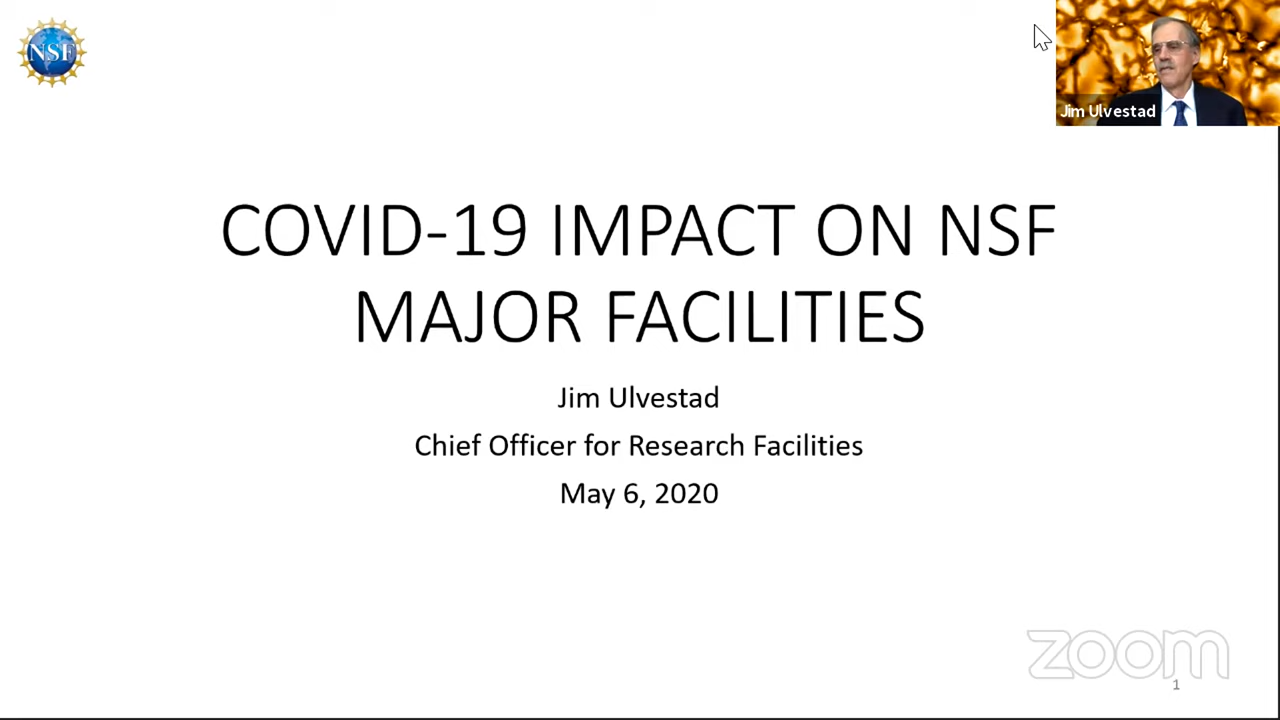 NSF
Jim Ulvestad
COVID-19 IMPACT ON NSF
MAJOR FACILITIES
Jim Ulvestad
Chief Officer for Research Facilities
May 6, 2020
zoom
1